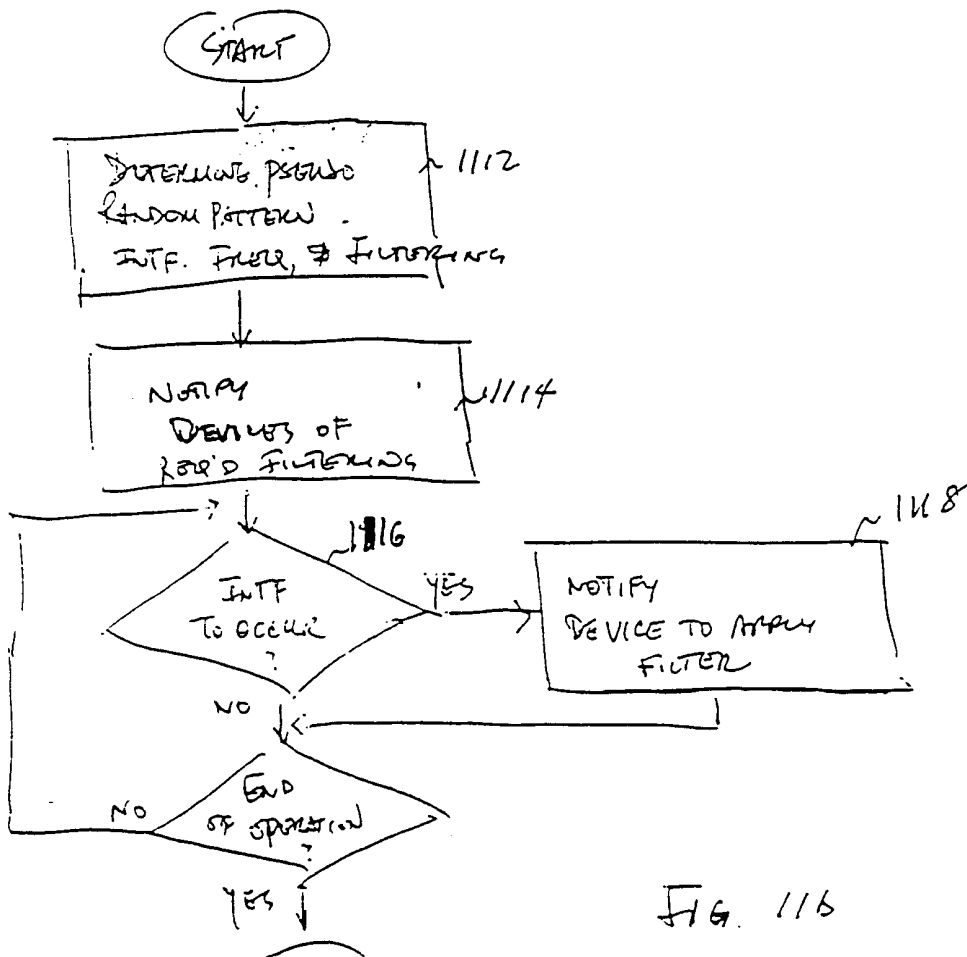 START
DETERMINE PSEUDO
RANDOM PATTERN.
INTF. FREQ, & FILTERING
1112
NOTIFY
DEVICES OF
REQ'D FILTERING
1114
INTF
TO OCCUR
?
1116
YES
NO
NOTIFY
DEVICE TO APPLY
FILTER
1118
END
OF OPERATION
?
NO
YES
FIG. 11b